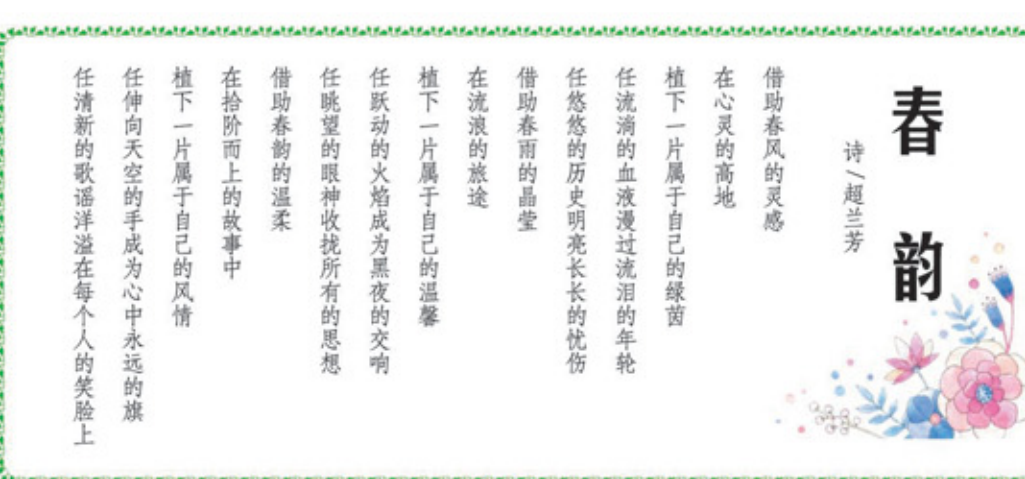 春韵
诗/超兰芳
借助春风的灵感
在心灵的高地
植下一片属于自己的绿茵
任流淌的血液漫过流泪的年轮
任悠悠的历史明亮长长的忧伤
借助春雨的晶莹
在流浪的旅途
植下一片属于自己的温馨
任跃动的火焰成为黑夜的交响
任眺望的眼神收拢所有的思想
借助春韵的温柔
在拾阶而上的故事中
植下一片属于自己的风情
任伸向天空的手成为心中永远的旗
任清新的歌谣洋溢在每个人的笑脸上